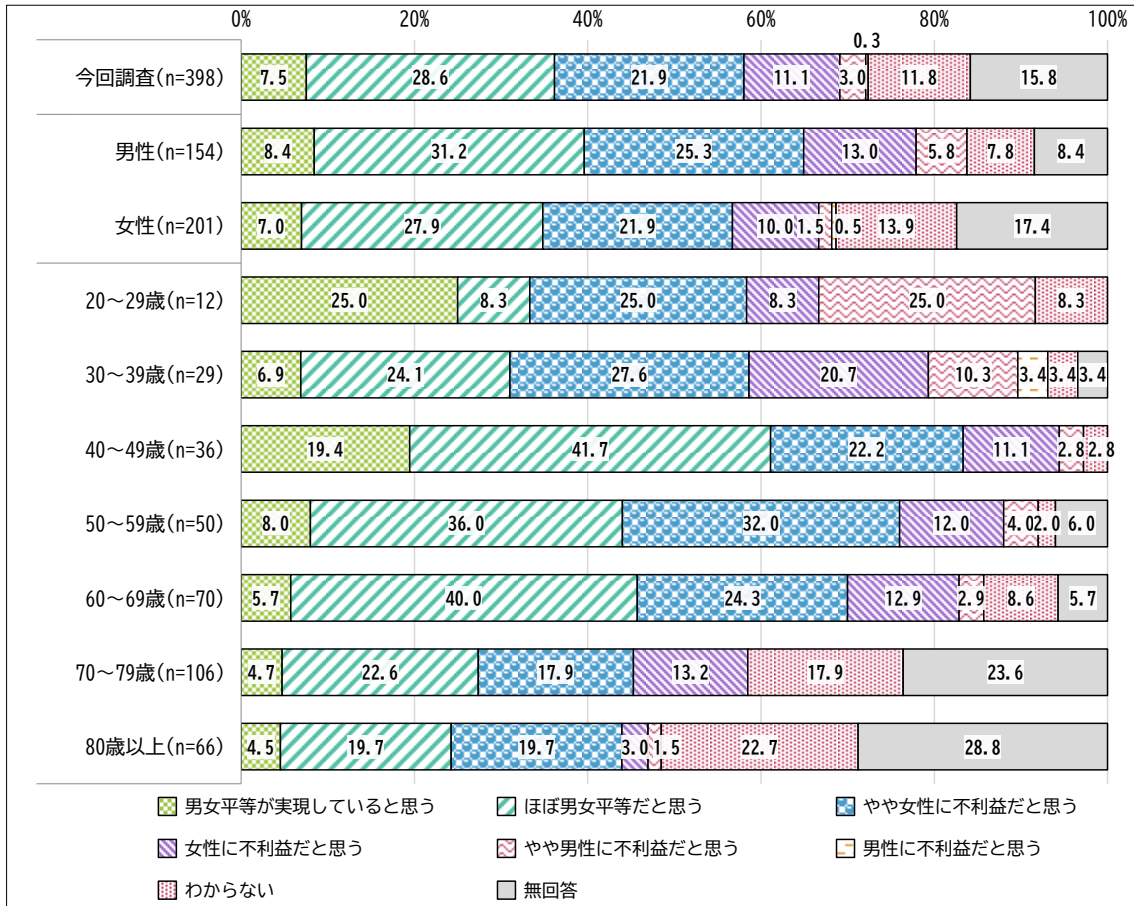 0% 20% 40% 60% 80% 100%
0.3
今回調査(n=398) 7.5 28.6 21.9 11.1 3.0 11.8 15.8
男性(n=154) 8.4 31.2 25.3 13.0 5.8 7.8 8.4
女性(n=201) 7.0 27.9 21.9 10.0 1.5 0.5 13.9 17.4
20～29歳(n=12) 25.0 8.3 25.0 8.3 25.0 8.3
30～39歳(n=29) 6.9 24.1 27.6 20.7 10.3 3.4 3.4 3.4
40～49歳(n=36) 19.4 41.7 22.2 11.1 2.8 2.8
50～59歳(n=50) 8.0 36.0 32.0 12.0 4.0 2.0 6.0
60～69歳(n=70) 5.7 40.0 24.3 12.9 2.9 8.6 5.7
70～79歳(n=106) 4.7 22.6 17.9 13.2 17.9 23.6
80歳以上(n=66) 4.5 19.7 19.7 3.0 1.5 22.7 28.8
男女平等が実現していると思う ほぼ男女平等だと思う やや女性に不利益だと思う
女性に不利益だと思う やや男性に不利益だと思う 男性に不利益だと思う
わからない 無回答